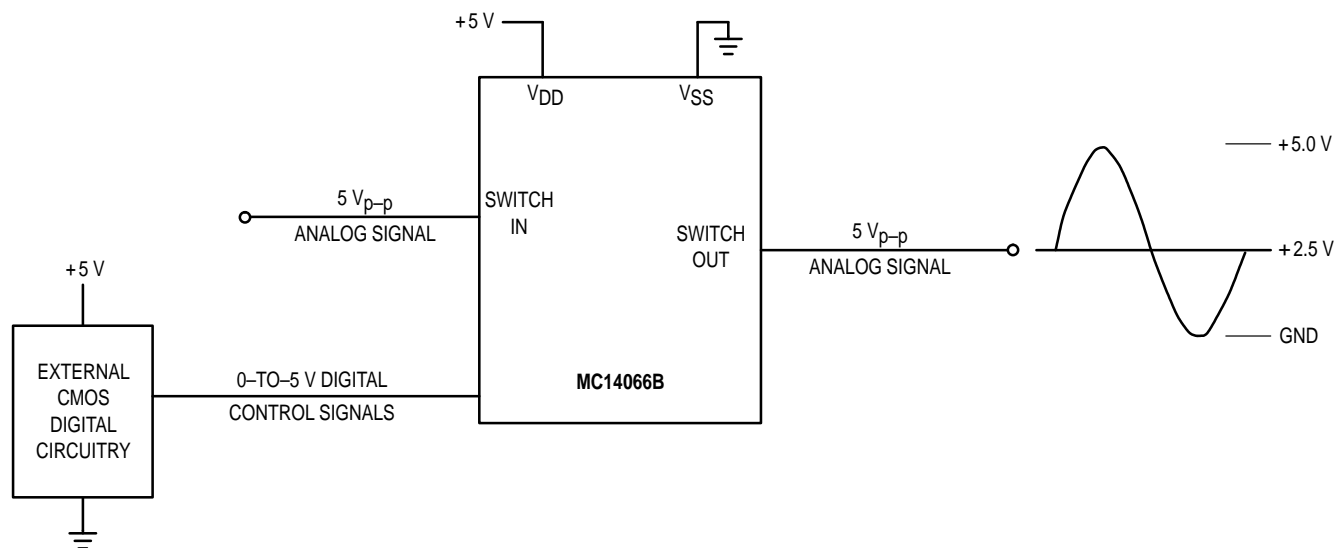 +5 V
VDD
VSS
5 Vp–p
ANALOG SIGNAL
SWITCH
IN
SWITCH
OUT
5 Vp–p
ANALOG SIGNAL
+5.0 V
+2.5 V
GND
+5 V
EXTERNAL
CMOS
DIGITAL
CIRCUITRY
0–TO–5 V DIGITAL
CONTROL SIGNALS
MC14066B